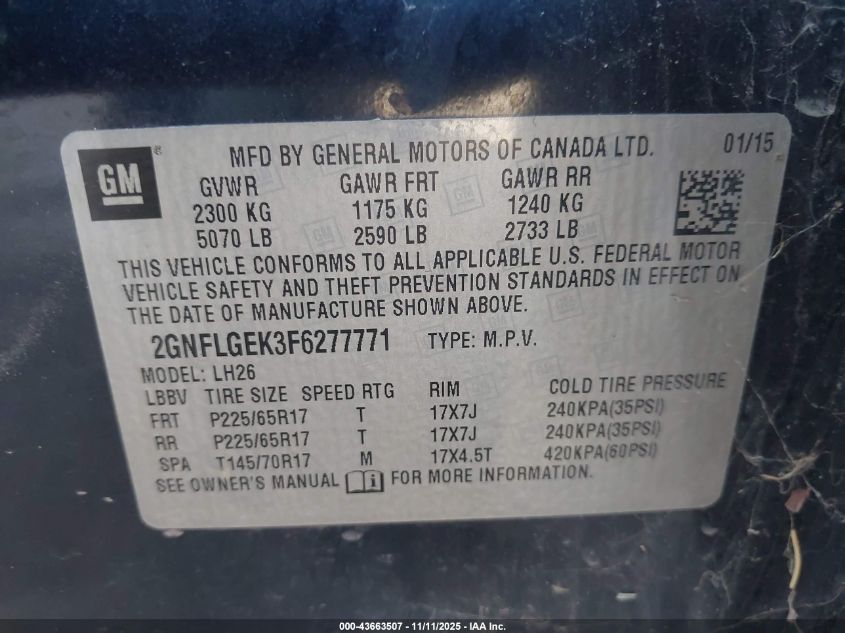 GM
MFD BY GENERAL MOTORS OF CANADA LTD. 01/15
GVWR GAWR FRT GAWR RR
2300 KG 1175 KG 1240 KG
5070 LB 2590 LB 2733 LB
THIS VEHICLE CONFORMS TO ALL APPLICABLE U.S. FEDERAL MOTOR
VEHICLE SAFETY AND THEFT PREVENTION STANDARDS IN EFFECT ON
THE DATE OF MANUFACTURE SHOWN ABOVE.
2GNFLGEK3F6277771 TYPE: M.P.V.
MODEL: LH26
LBBV TIRE SIZE SPEED RTG RIM COLD TIRE PRESSURE
FRT P225/65R17 T 17X7J 240KPA(35PSI)
RR P225/65R17 T 17X7J 240KPA(35PSI)
SPA T145/70R17 M 17X4.5T 420KPA(60PSI)
SEE OWNER'S MANUAL i FOR MORE INFORMATION.
000-43663507 - 11/11/2025 - IAA Inc.